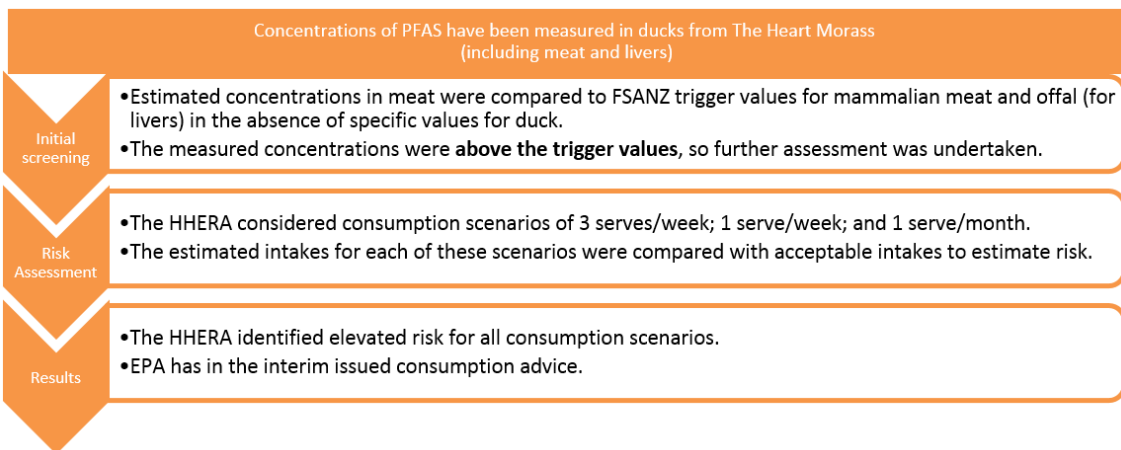 Concentrations of PFAS have been measured in ducks from The Heart Morass
(including meat and livers)
Initial
screening
•Estimated concentrations in meat were compared to FSANZ trigger values for mammalian meat and offal (for
livers) in the absence of specific values for duck.
•The measured concentrations were above the trigger values, so further assessment was undertaken.
Risk
Assessment
•The HHERA considered consumption scenarios of 3 serves/week; 1 serve/week; and 1 serve/month.
•The estimated intakes for each of these scenarios were compared with acceptable intakes to estimate risk.
Results
•The HHERA identified elevated risk for all consumption scenarios.
•EPA has in the interim issued consumption advice.